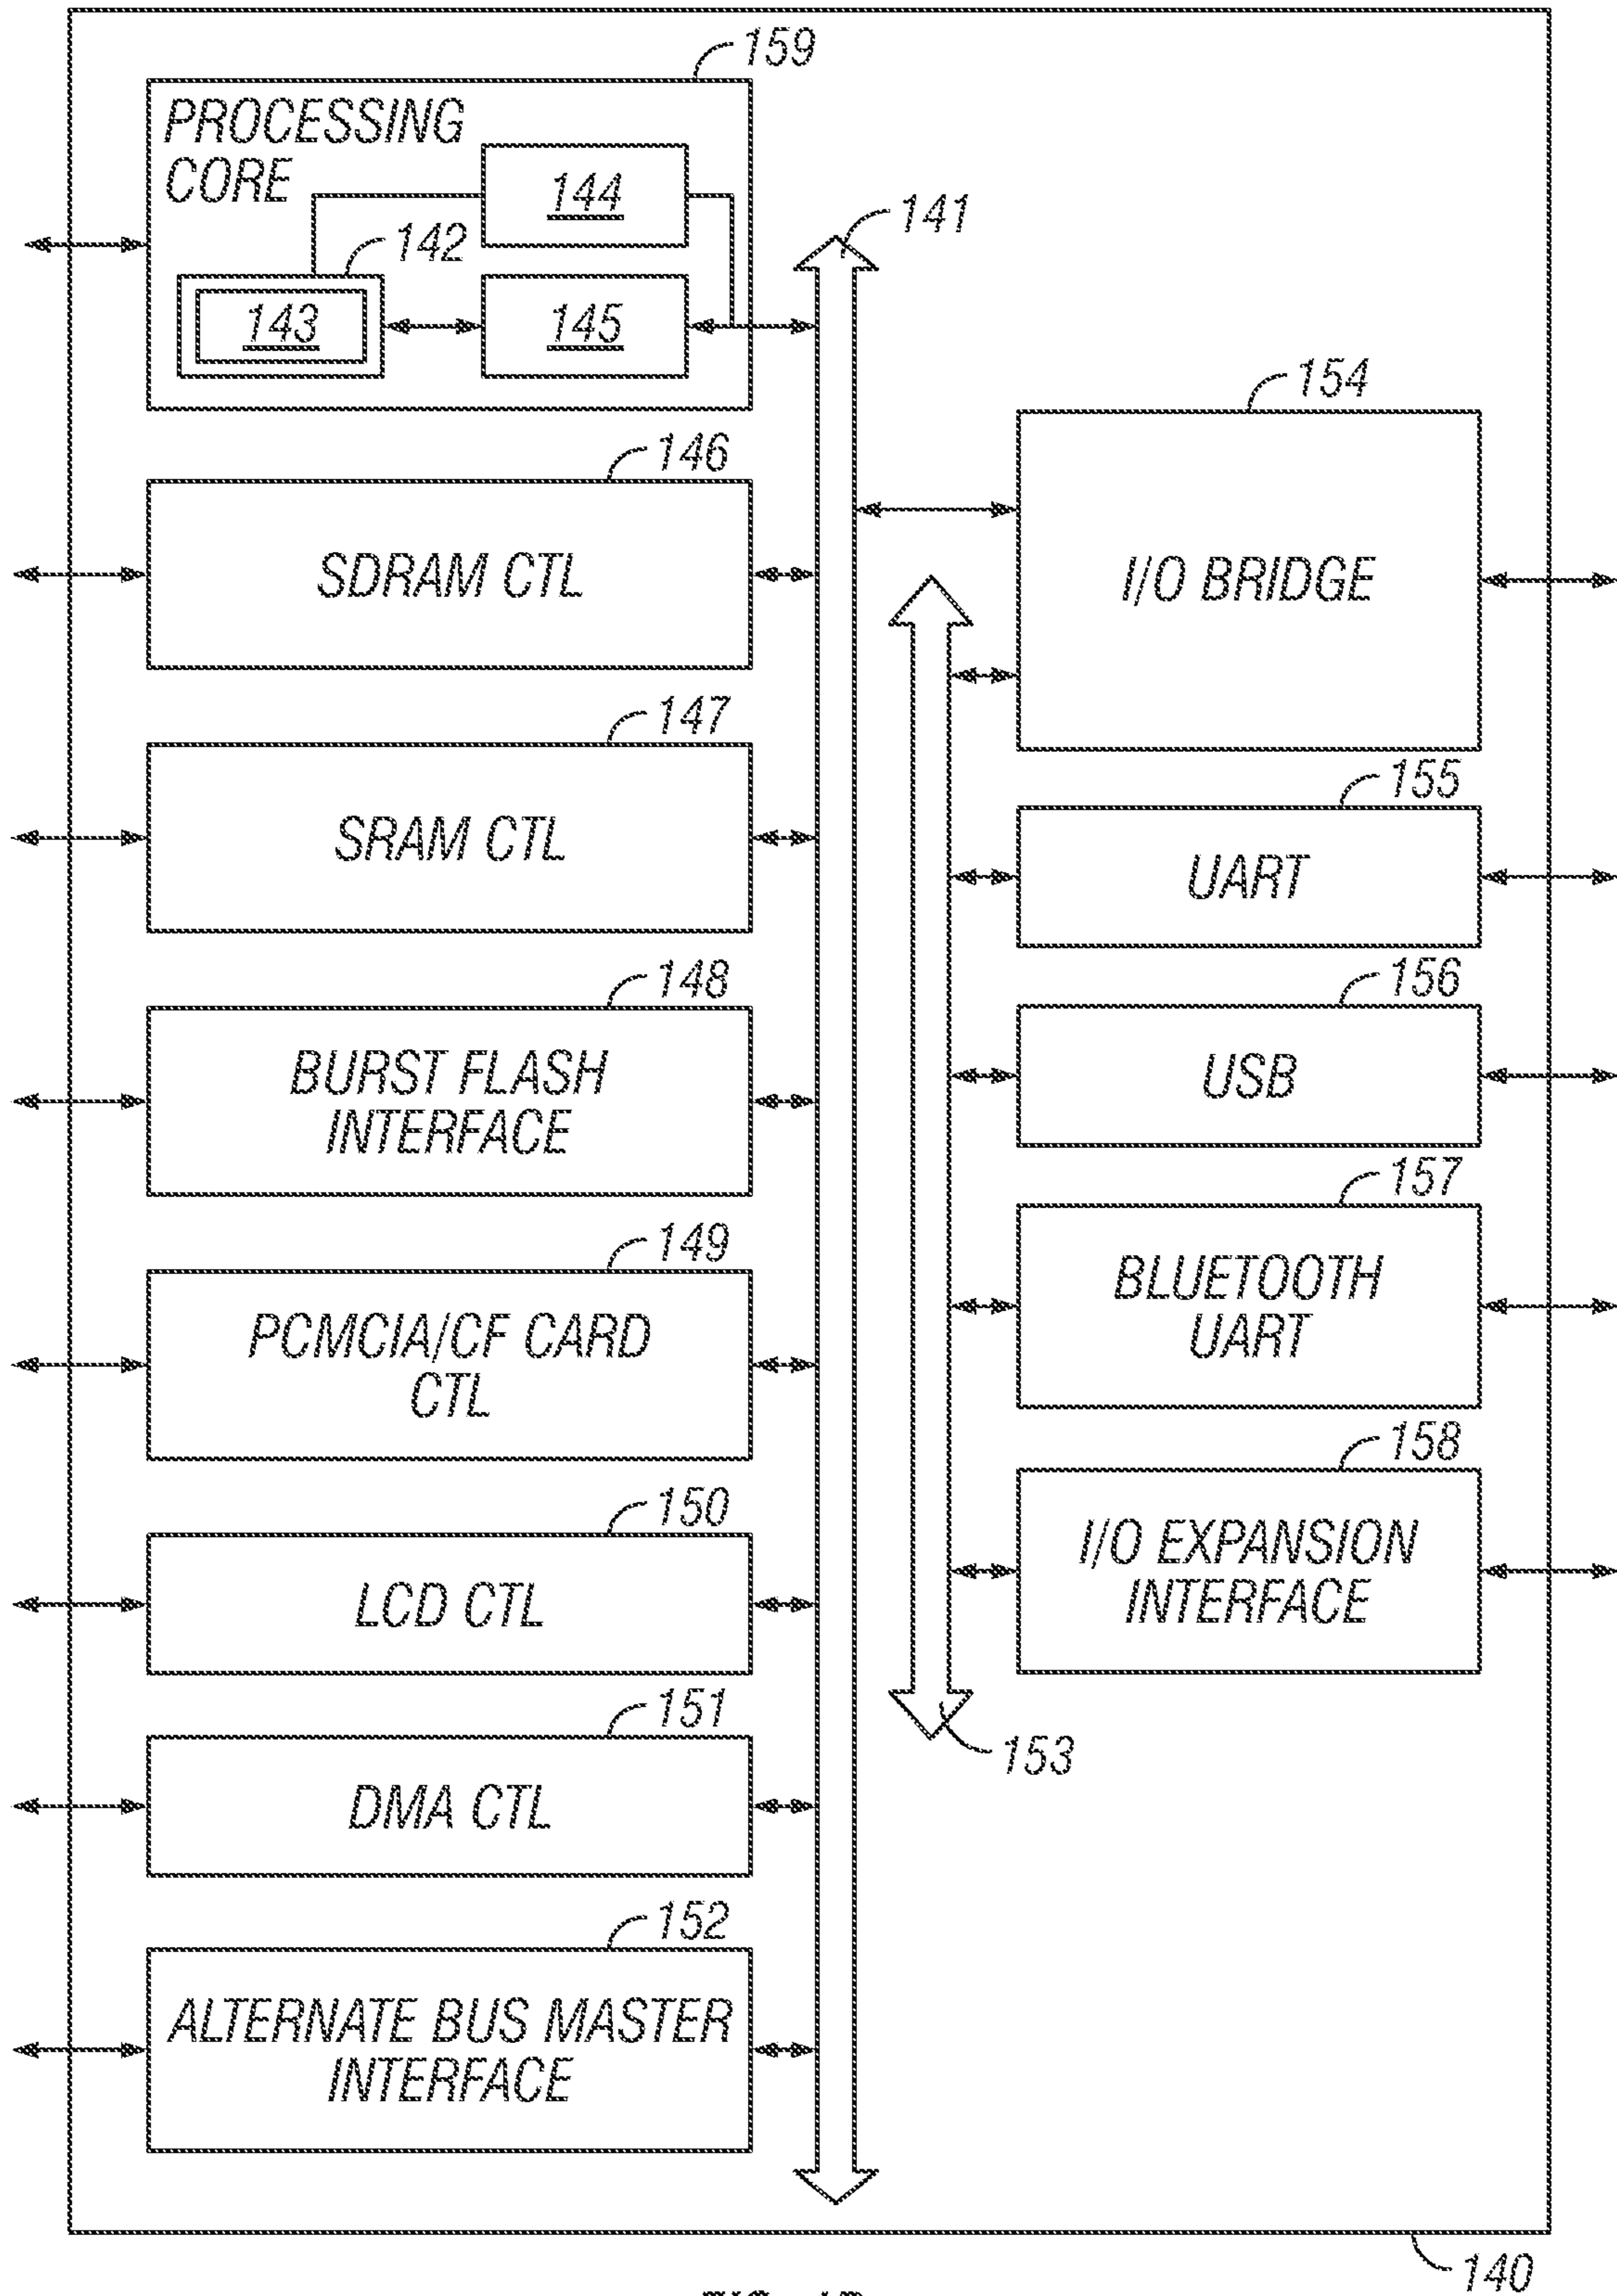 159
PROCESSING
CORE
144
142
143
145
141
146
SDRAM CTL
147
SRAM CTL
148
BURST FLASH
INTERFACE
149
PCMCIA/CF CARD
CTL
150
LCD CTL
151
DMA CTL
152
ALTERNATE BUS MASTER
INTERFACE
154
I/O BRIDGE
155
UART
156
USB
157
BLUETOOTH
UART
158
I/O EXPANSION
INTERFACE
153
140